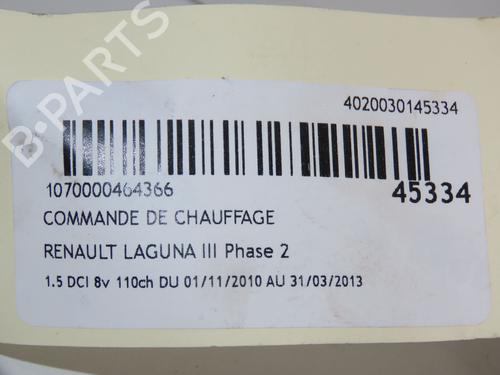 B-PARTS
4020030145334
1070000464366
45334
COMMANDE DE CHAUFFAGE
RENAULT LAGUNA III Phase 2
1.5 DCI 8v 110ch DU 01/11/2010 AU 31/03/2013